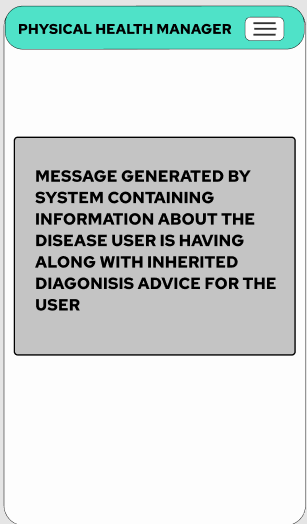 PHYSICAL HEALTH MANAGER
MESSAGE GENERATED BY
SYSTEM CONTAINING
INFORMATION ABOUT THE
DISEASE USER IS HAVING
ALONG WITH INHERITED
DIAGONISIS ADVICE FOR THE
USER